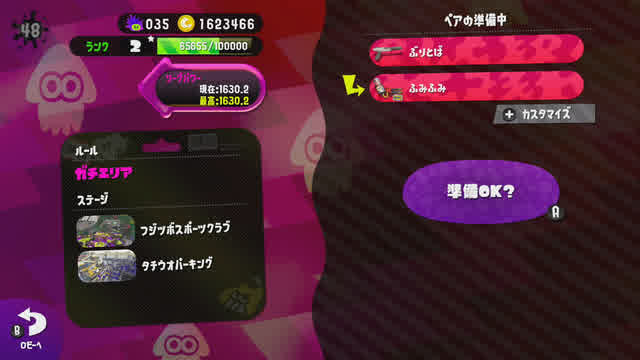 48
035
1623466
ランク 2 85855/100000
リーグパワー
現在:1630.2
最高:1630.2
ルール
ガチエリア
ステージ
フジツボスポーツクラブ
タチウオパーキング
B
ロビーへ
ペアの準備中
ぷりとば
ふみふみ
+ カスタマイズ
準備OK?
A